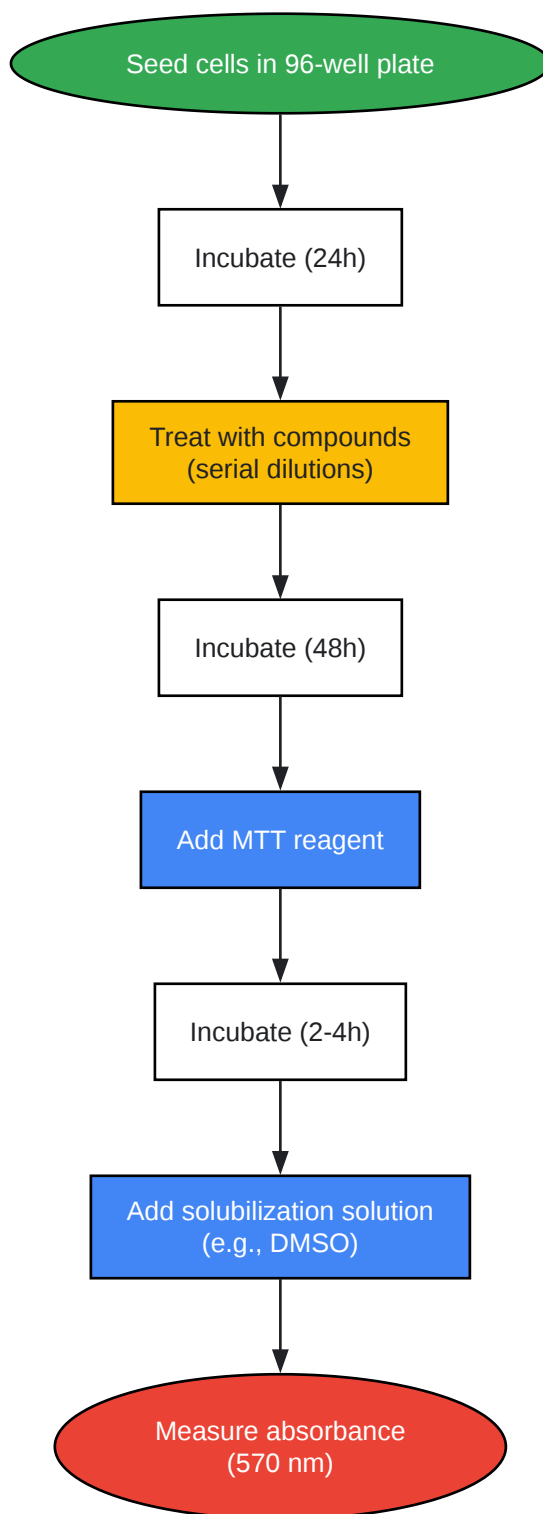 Seed cells in 96-well plate
Incubate (24h)
Treat with compounds
(serial dilutions)
Incubate (48h)
Add MTT reagent
Incubate (2-4h)
Add solubilization solution
(e.g., DMSO)
Measure absorbance
(570 nm)